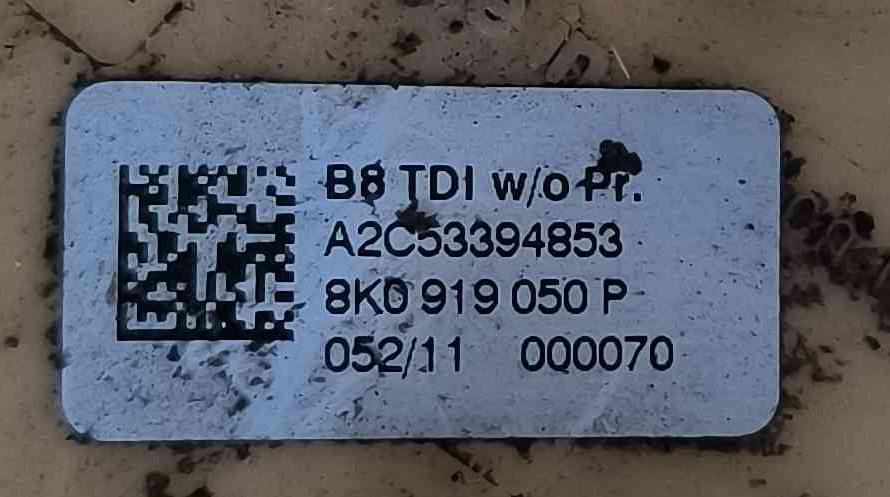 B8 TDI w/o Pr.
A2C53394853
8K0 919 050 P
052/11 000070